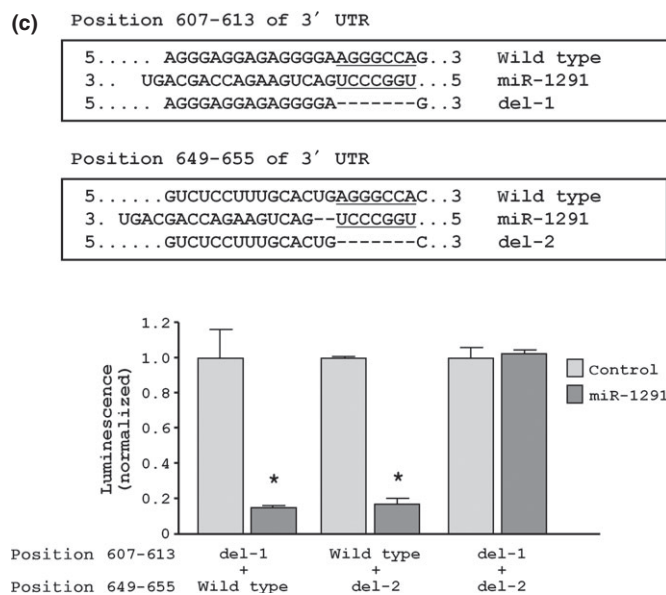 (c)
Position 607-613 of 3′ UTR
5..... AGGGAGGAGAGGGGAAGGGCCAG..3 Wild type
3.. UGACGACCAGAAGUCAGUCCCGGU...5 miR-1291
5..... AGGGAGGAGAGGGGA-------G..3 del-1
Position 649-655 of 3′ UTR
5......GUCUCCUUUGCACUGAGGGCCAC..3 Wild type
3. UGACGACCAGAAGUCAG--UCCCGGU...5 miR-1291
5......GUCUCCUUUGCACUG-------C..3 del-2
Luminescence
(normalized)
1.2
1.0
0.8
0.6
0.4
0.2
0
*
*
Control
miR-1291
Position 607-613 del-1 Wild type del-1
+ + +
Position 649-655 Wild type del-2 del-2